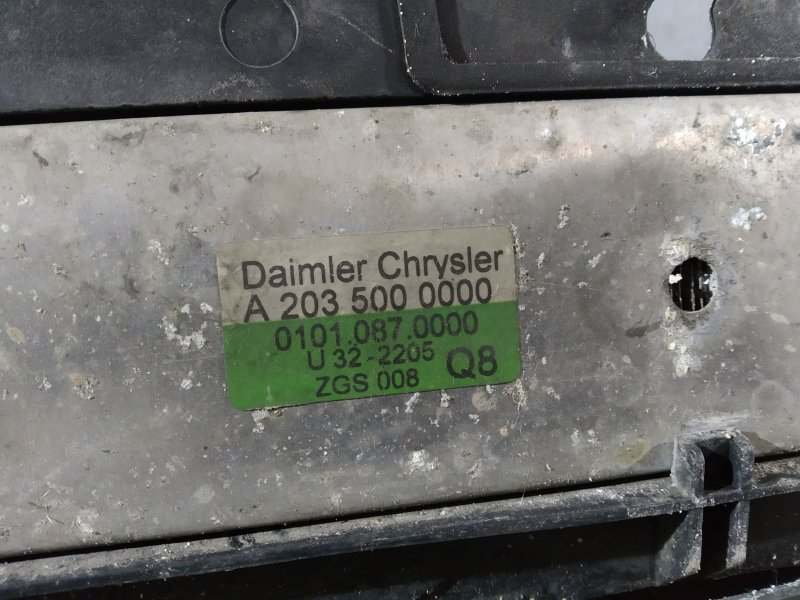 Daimler Chrysler
A 203 500 0000
0101.087.0000
U 32-2205
ZGS 008 Q8